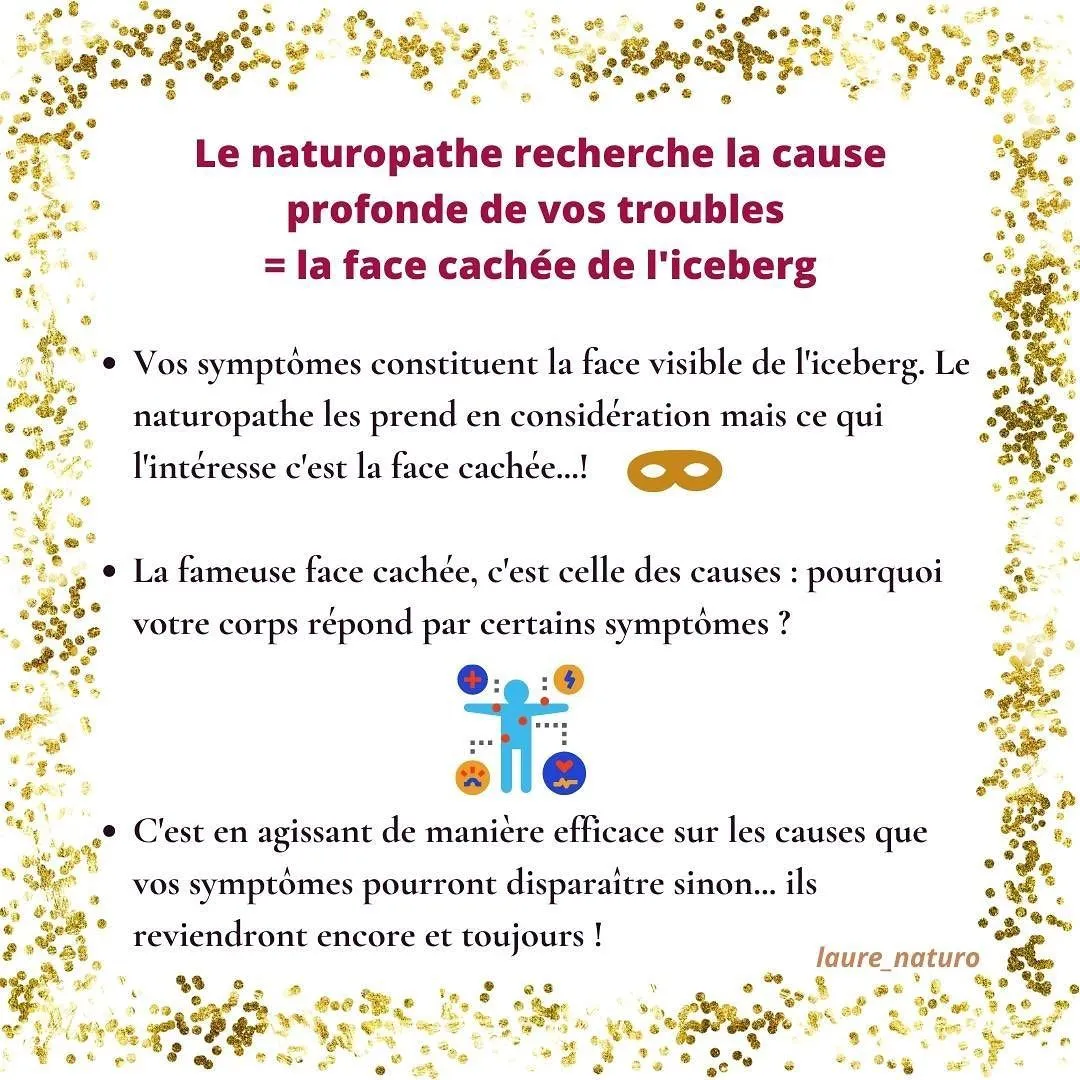 Le naturopathe recherche la cause
profonde de vos troubles
= la face cachée de l'iceberg
• Vos symptômes constituent la face visible de l'iceberg. Le
naturopathe les prend en considération mais ce qui
l'intéresse c'est la face cachée...!
• La fameuse face cachée, c'est celle des causes : pourquoi
votre corps répond par certains symptômes ?
• C'est en agissant de manière efficace sur les causes que
vos symptômes pourront disparaître sinon... ils
reviendront encore et toujours !
laure_naturo